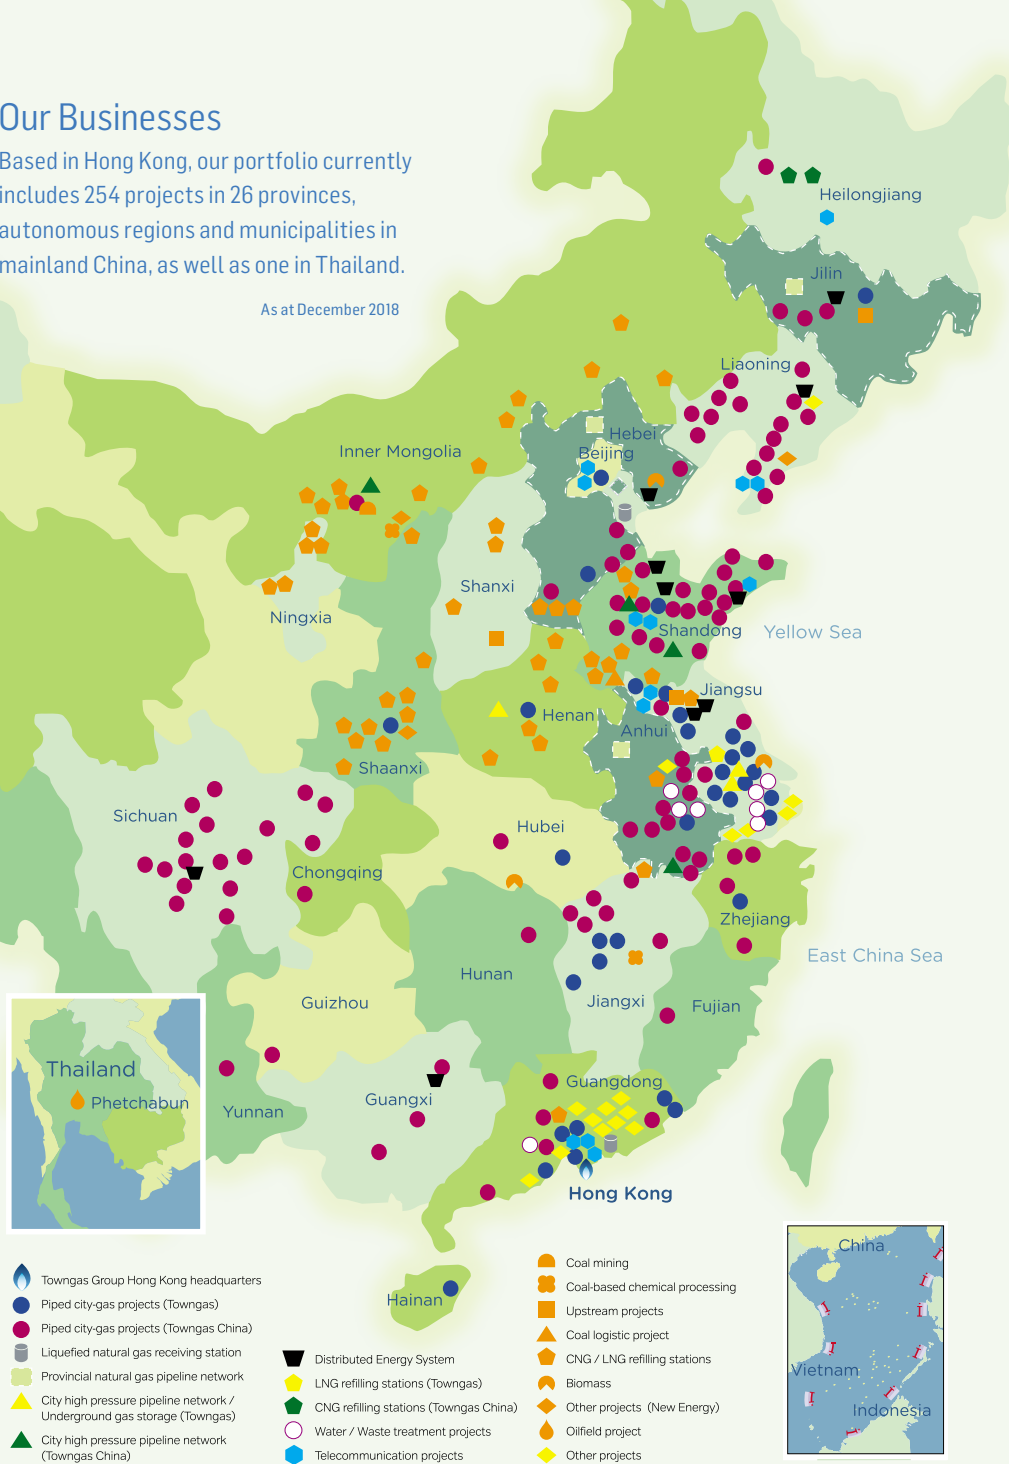 Our Businesses
Based in Hong Kong, our portfolio currently
includes 254 projects in 26 provinces,
autonomous regions and municipalities in
mainland China, as well as one in Thailand.
As at December 2018
Heilongjiang
Jilin
Liaoning
Hebei
Beijing
Inner Mongolia
Shanxi
Ningxia
Shandong
Yellow Sea
Jiangsu
Henan
Anhui
Shaanxi
Sichuan
Hubei
Chongqing
Zhejiang
East China Sea
Hunan
Jiangxi
Guizhou
Fujian
Thailand
Phetchabun
Yunnan
Guangxi
Guangdong
Hong Kong
Hainan
China
Vietnam
Indonesia
Towngas Group Hong Kong headquarters
Piped city-gas projects (Towngas)
Piped city-gas projects (Towngas China)
Liquefied natural gas receiving station
Provincial natural gas pipeline network
City high pressure pipeline network /
Underground gas storage (Towngas)
City high pressure pipeline network
(Towngas China)
Distributed Energy System
LNG refilling stations (Towngas)
CNG refilling stations (Towngas China)
Water / Waste treatment projects
Telecommunication projects
Coal mining
Coal-based chemical processing
Upstream projects
Coal logistic project
CNG / LNG refilling stations
Biomass
Other projects (New Energy)
Oilfield project
Other projects